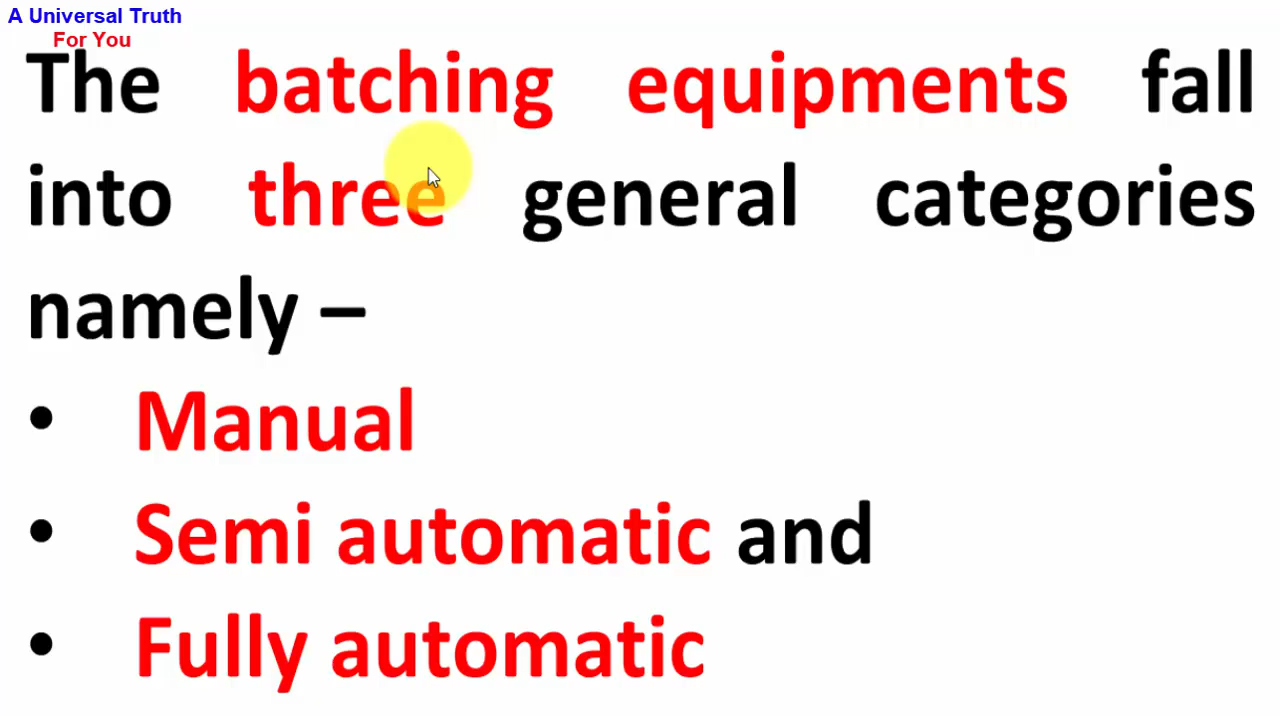 A Universal Truth
For You
The batching equipments fall
into three general categories
namely –
• Manual
• Semi automatic and
• Fully automatic